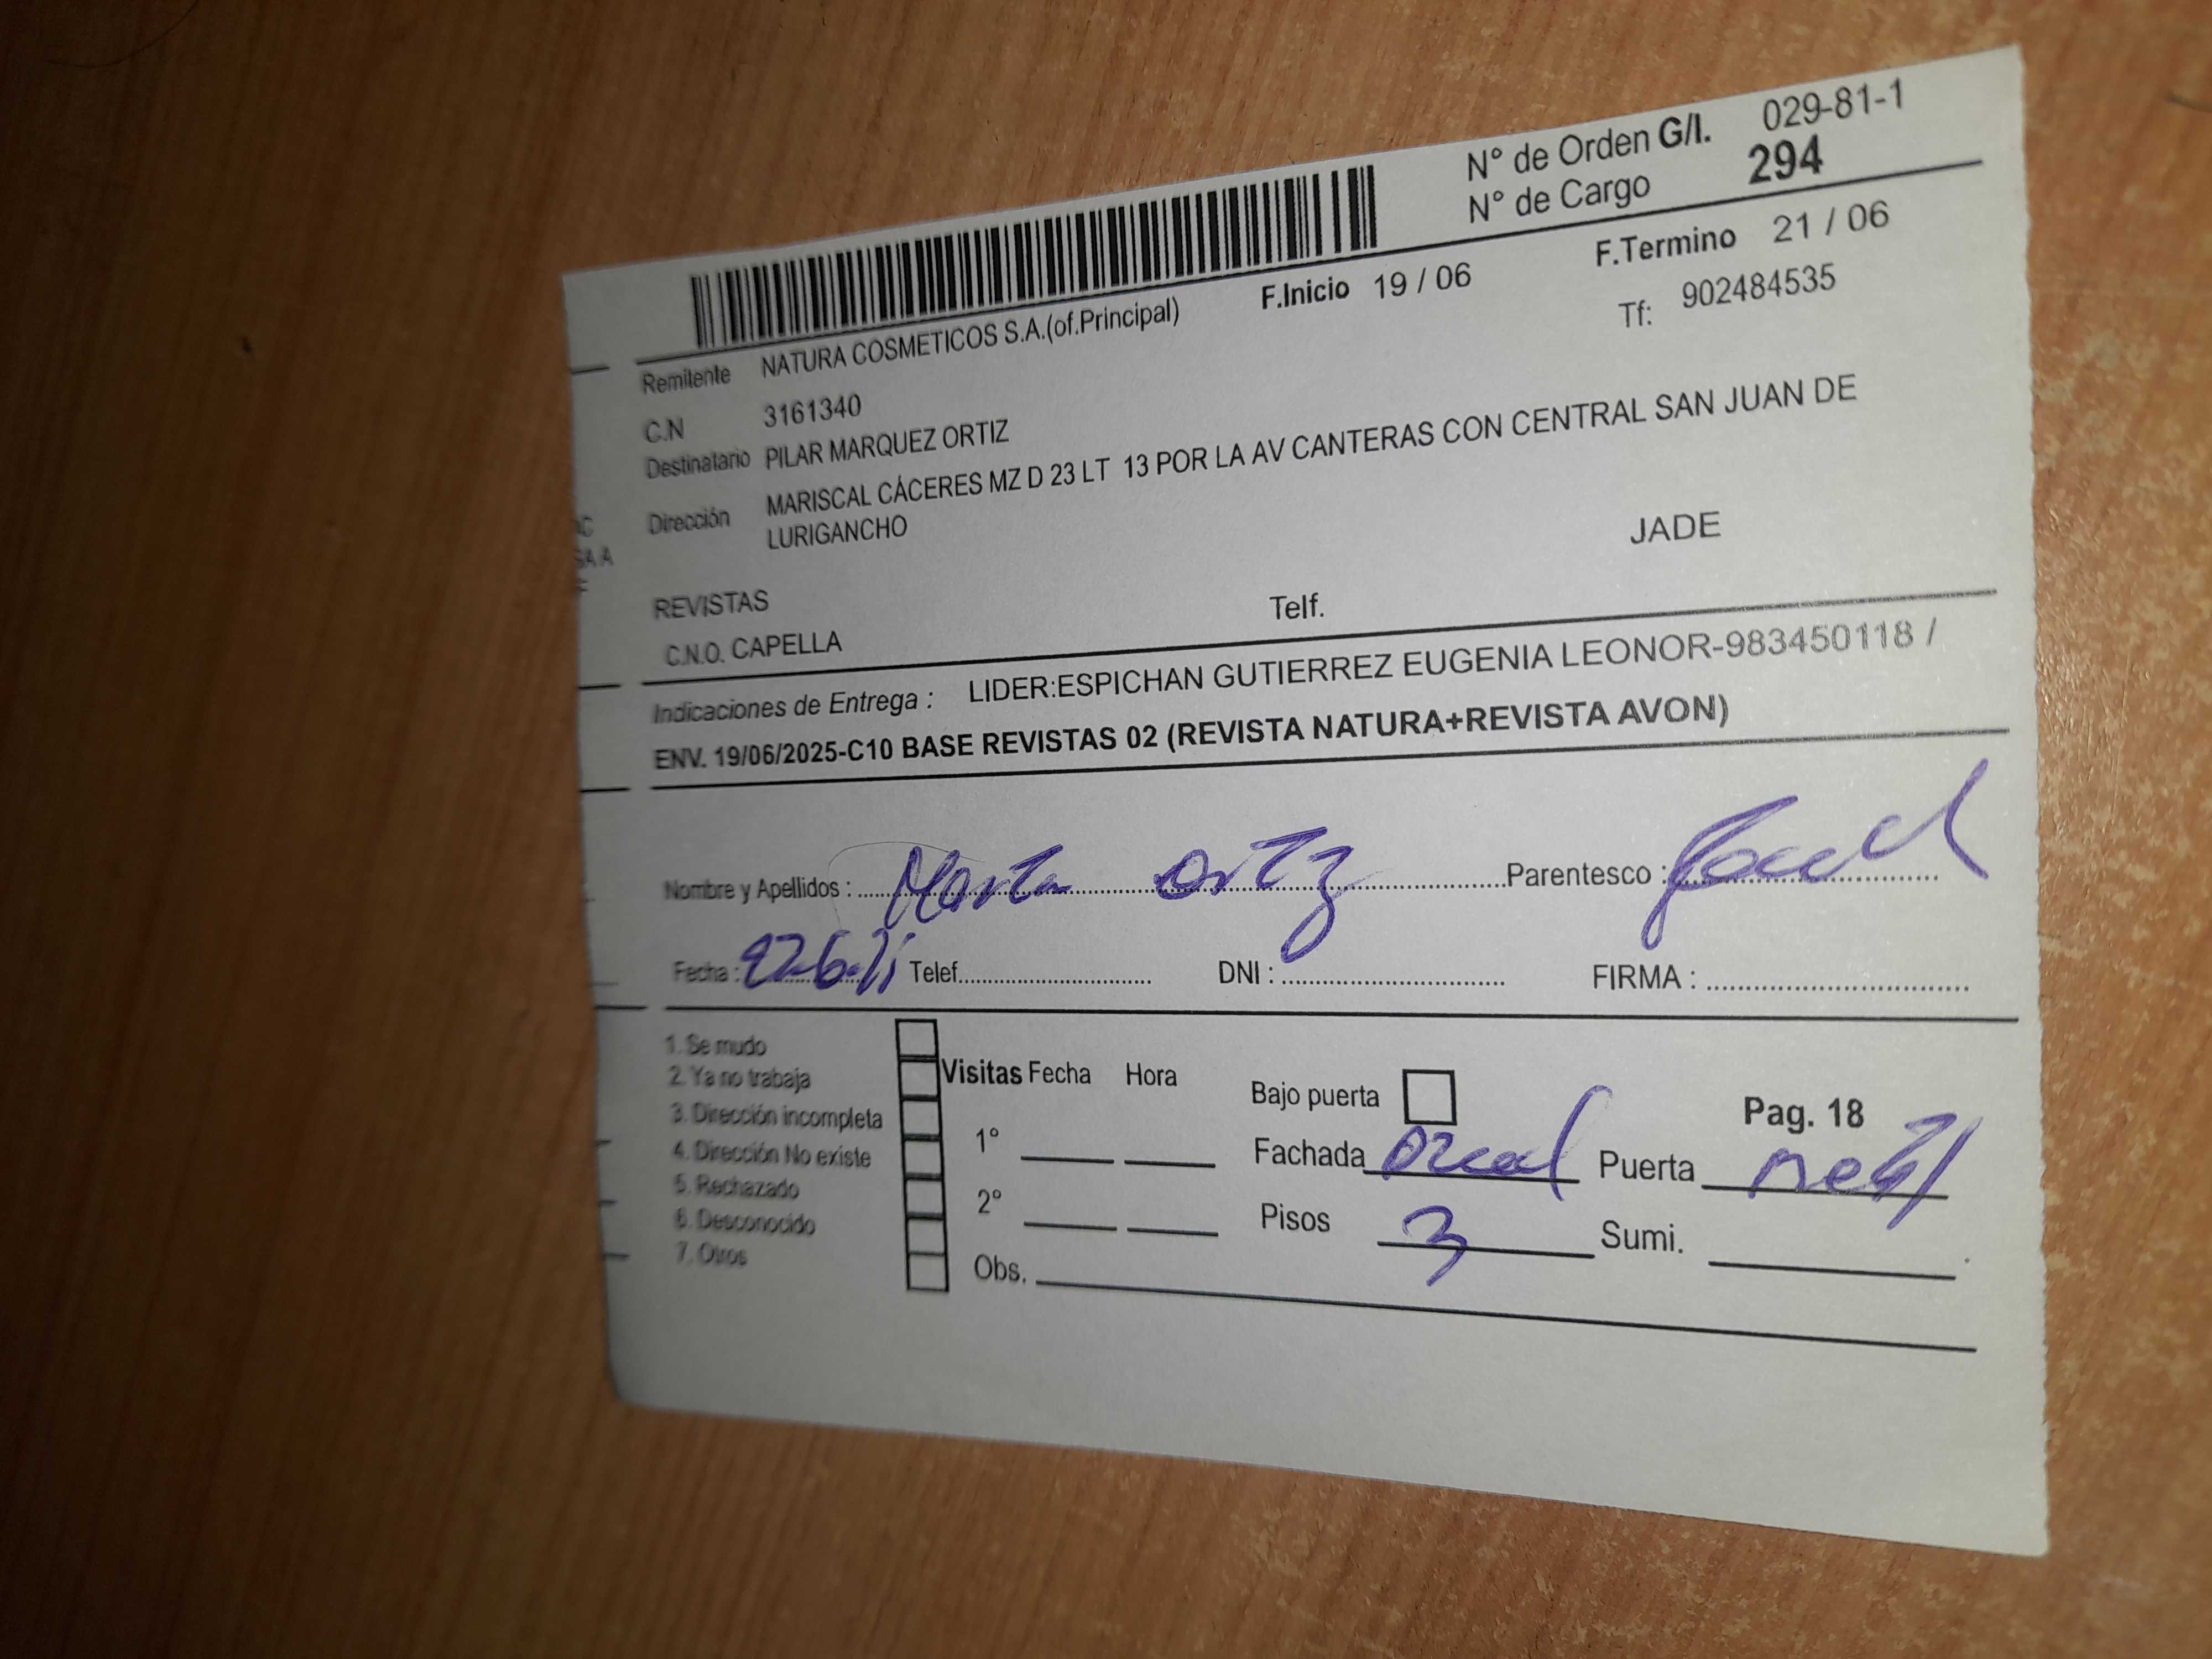 N° de Orden G/I. 029-81-1
N° de Cargo 294
F.Inicio 19 / 06 F.Termino 21 / 06
Remitente NATURA COSMETICOS S.A.(of.Principal) Tf: 902484535
C.N 3161340
Destinatario PILAR MARQUEZ ORTIZ
Dirección MARISCAL CÁCERES MZ D 23 LT 13 POR LA AV CANTERAS CON CENTRAL SAN JUAN DE
LURIGANCHO
JADE
REVISTAS
C.N.O. CAPELLA Telf.
Indicaciones de Entrega : LIDER:ESPICHAN GUTIERREZ EUGENIA LEONOR-983450118 /
ENV. 19/06/2025-C10 BASE REVISTAS 02 (REVISTA NATURA+REVISTA AVON)
Nombre y Apellidos : Marta Ortiz Parentesco :
Fecha : Telef. DNI : FIRMA :
1. Se mudo
2. Ya no trabaja
3. Dirección incompleta
4. Dirección No existe
5. Rechazado
6. Desconocido
7. Otros
Visitas Fecha Hora
1°
2°
Obs.
Bajo puerta Pag. 18
Fachada Puerta metal
Pisos 3 Sumi.